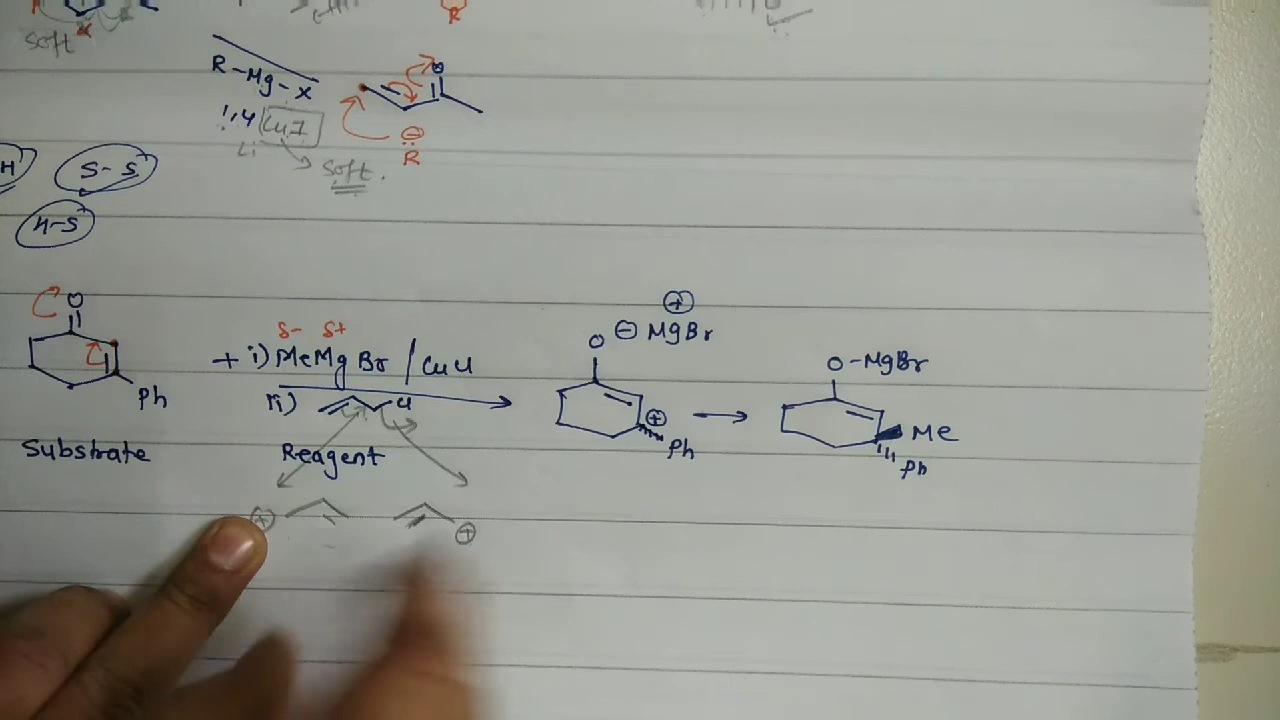 R
Soft
R-Mg-X
1,4 CuI
Li
Soft.
O
⊖
R
H
S-S
H-S
O
Ph
Substrate
δ- δ+
+ i) MeMgBr / CuCl
ii) Cl
Reagent
⊕ ⊕
⊕
O ⊖ MgBr
⊕
Ph
O-MgBr
Me
Ph